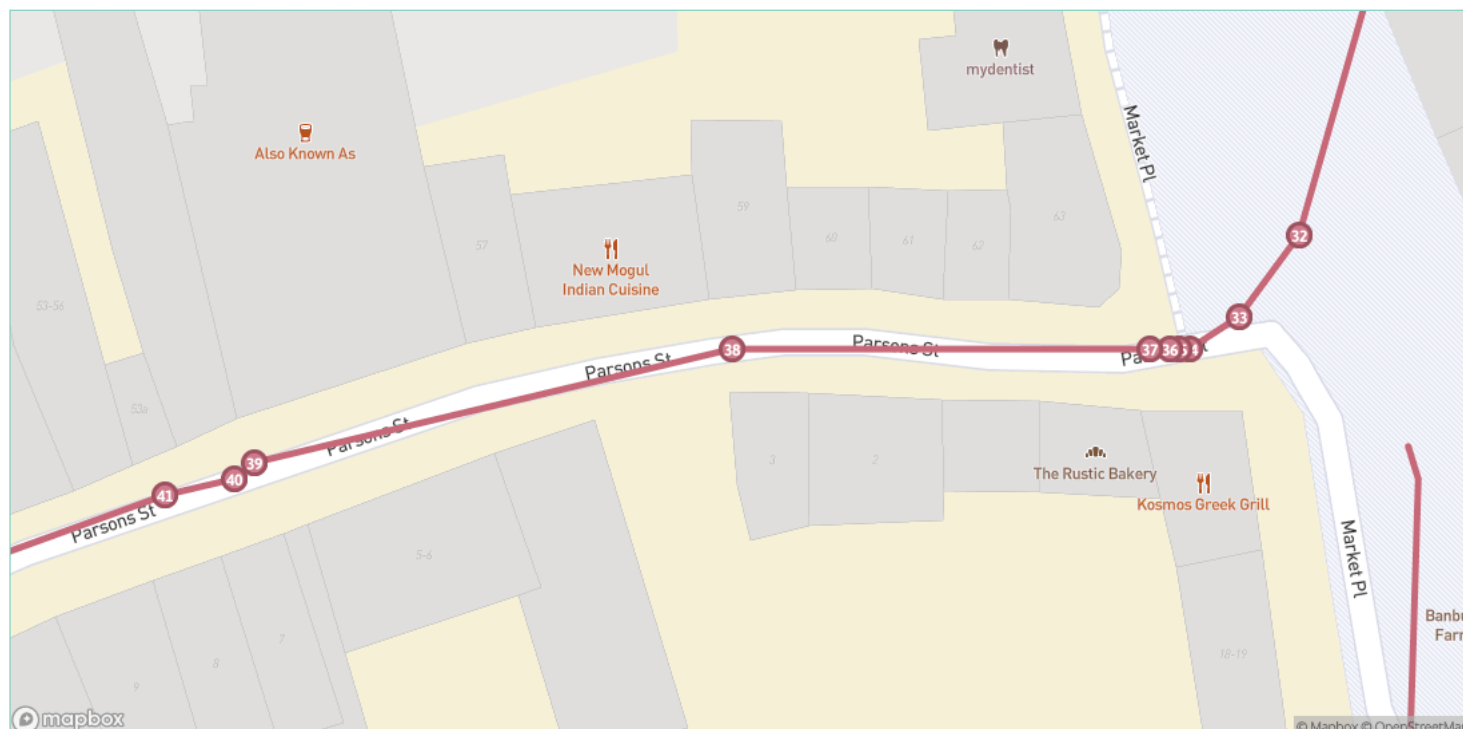 mydentist
Market Pl
Also Known As
32
59
63
60
61
62
57
New Mogul
Indian Cuisine
53-56
33
Parsons St
38
37
36
Parsons St
53a
Parsons St
39
3
2
The Rustic Bakery
40
41
Kosmos Greek Grill
Parsons St
5-6
Market Pl
7
8
9
18-19
mapbox
© Mapbox © OpenStreetMa